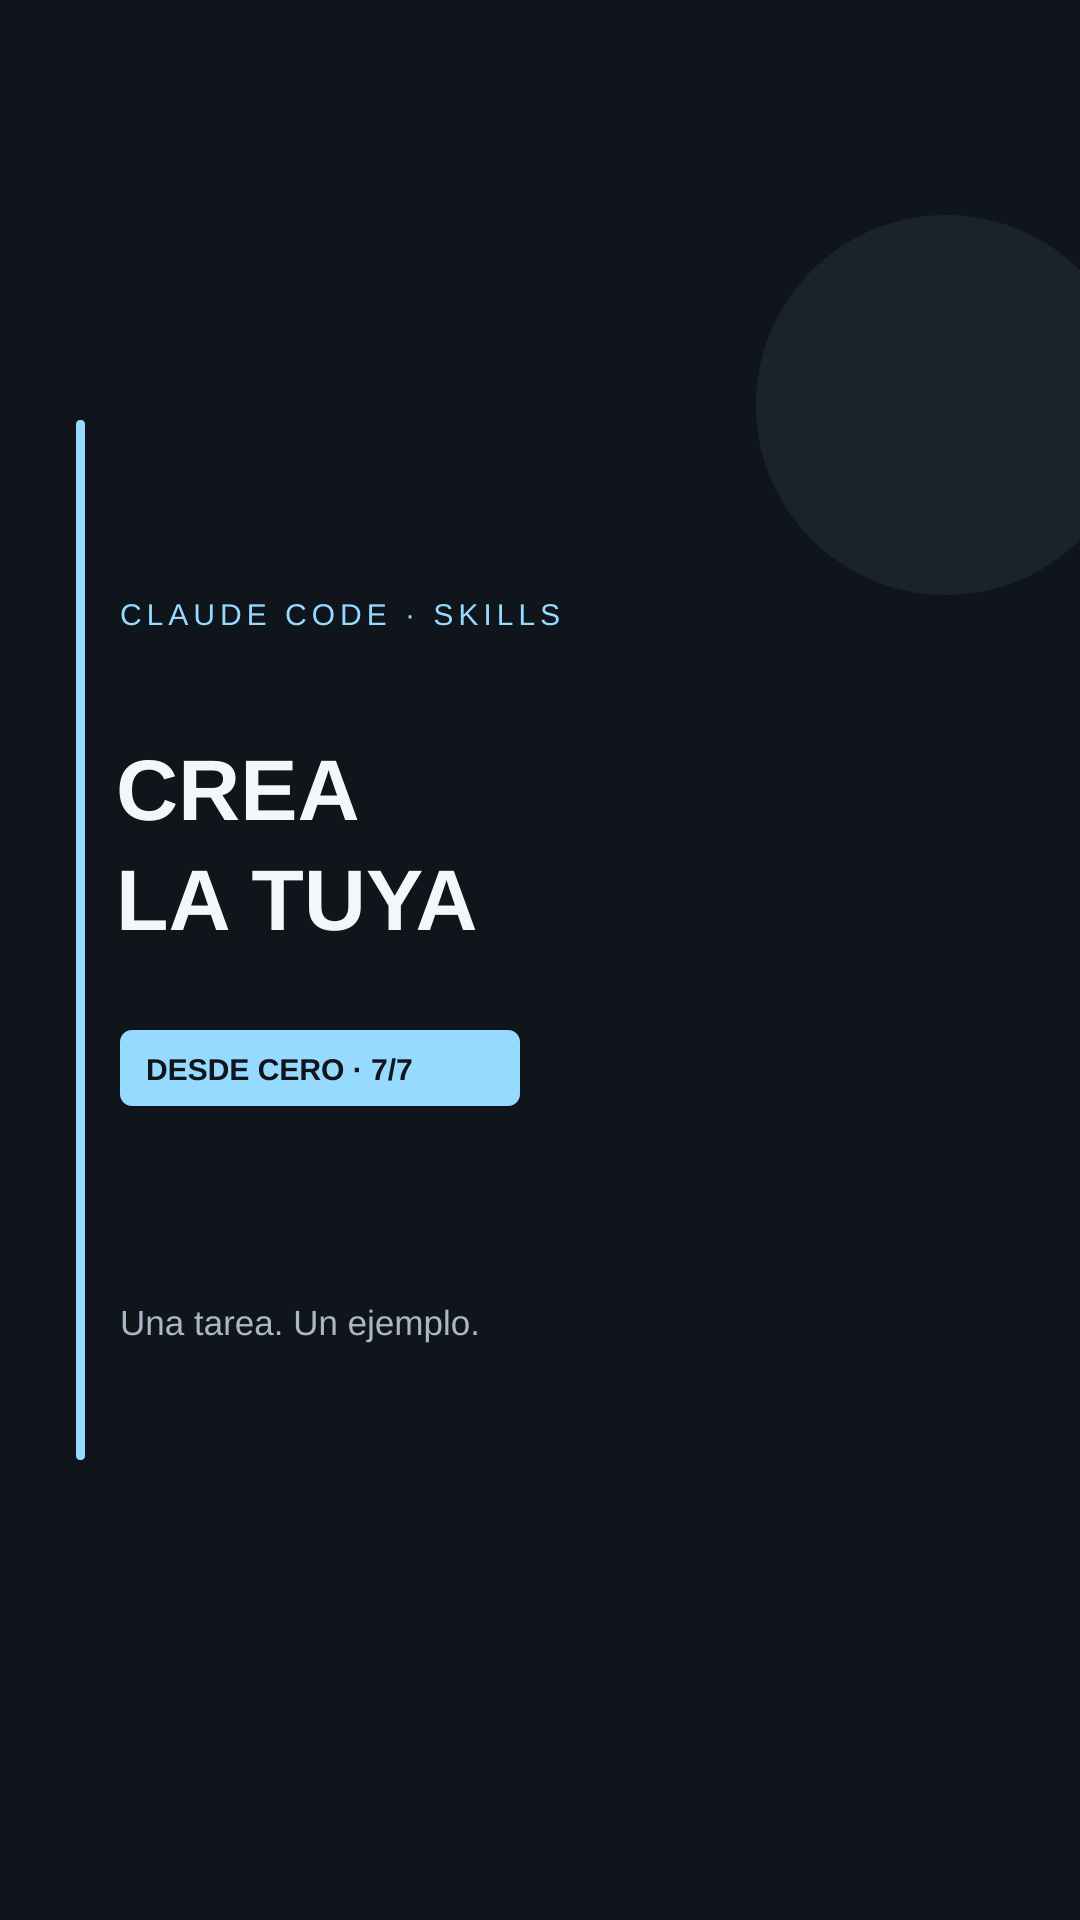 CLAUDE CODE · SKILLS
CREA
LA TUYA
DESDE CERO · 7/7
Una tarea. Un ejemplo.